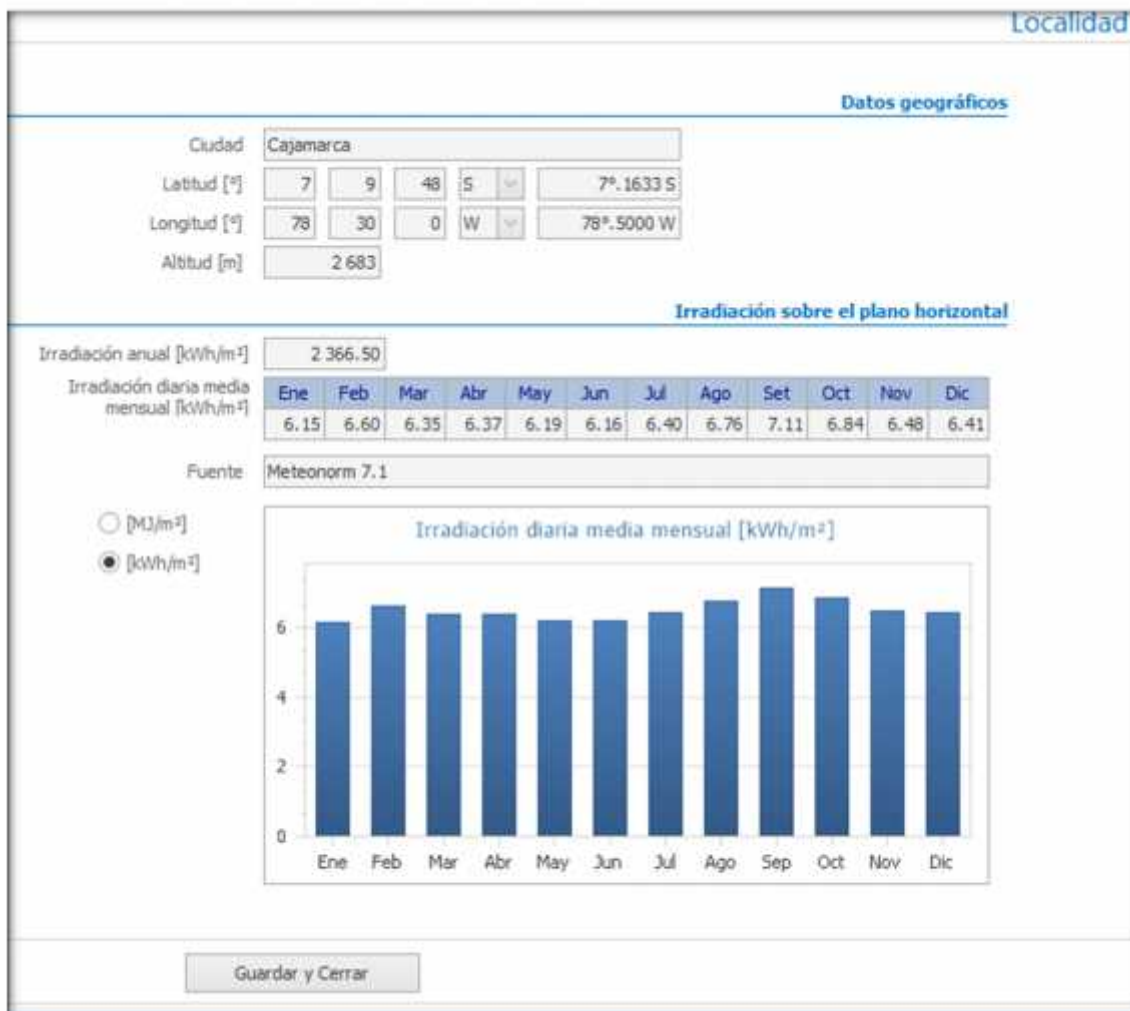 Localidad
Datos geográficos
Ciudad Cajamarca
Latitud [°] 7 9 48 S 7°.1633 S
Longitud [°] 78 30 0 W 78°.5000 W
Altitud [m] 2 683
Irradiación sobre el plano horizontal
Irradiación anual [kWh/m²] 2 366.50
Irradiación diaria media
mensual [kWh/m²]
Ene Feb Mar Abr May Jun Jul Ago Set Oct Nov Dic
6.15 6.60 6.35 6.37 6.19 6.16 6.40 6.76 7.11 6.84 6.48 6.41
Fuente Meteonorm 7.1
[MJ/m²]
[kWh/m²]
Irradiación diaria media mensual [kWh/m²]
6
4
2
0
Ene Feb Mar Abr May Jun Jul Ago Sep Oct Nov Dic
Guardar y Cerrar